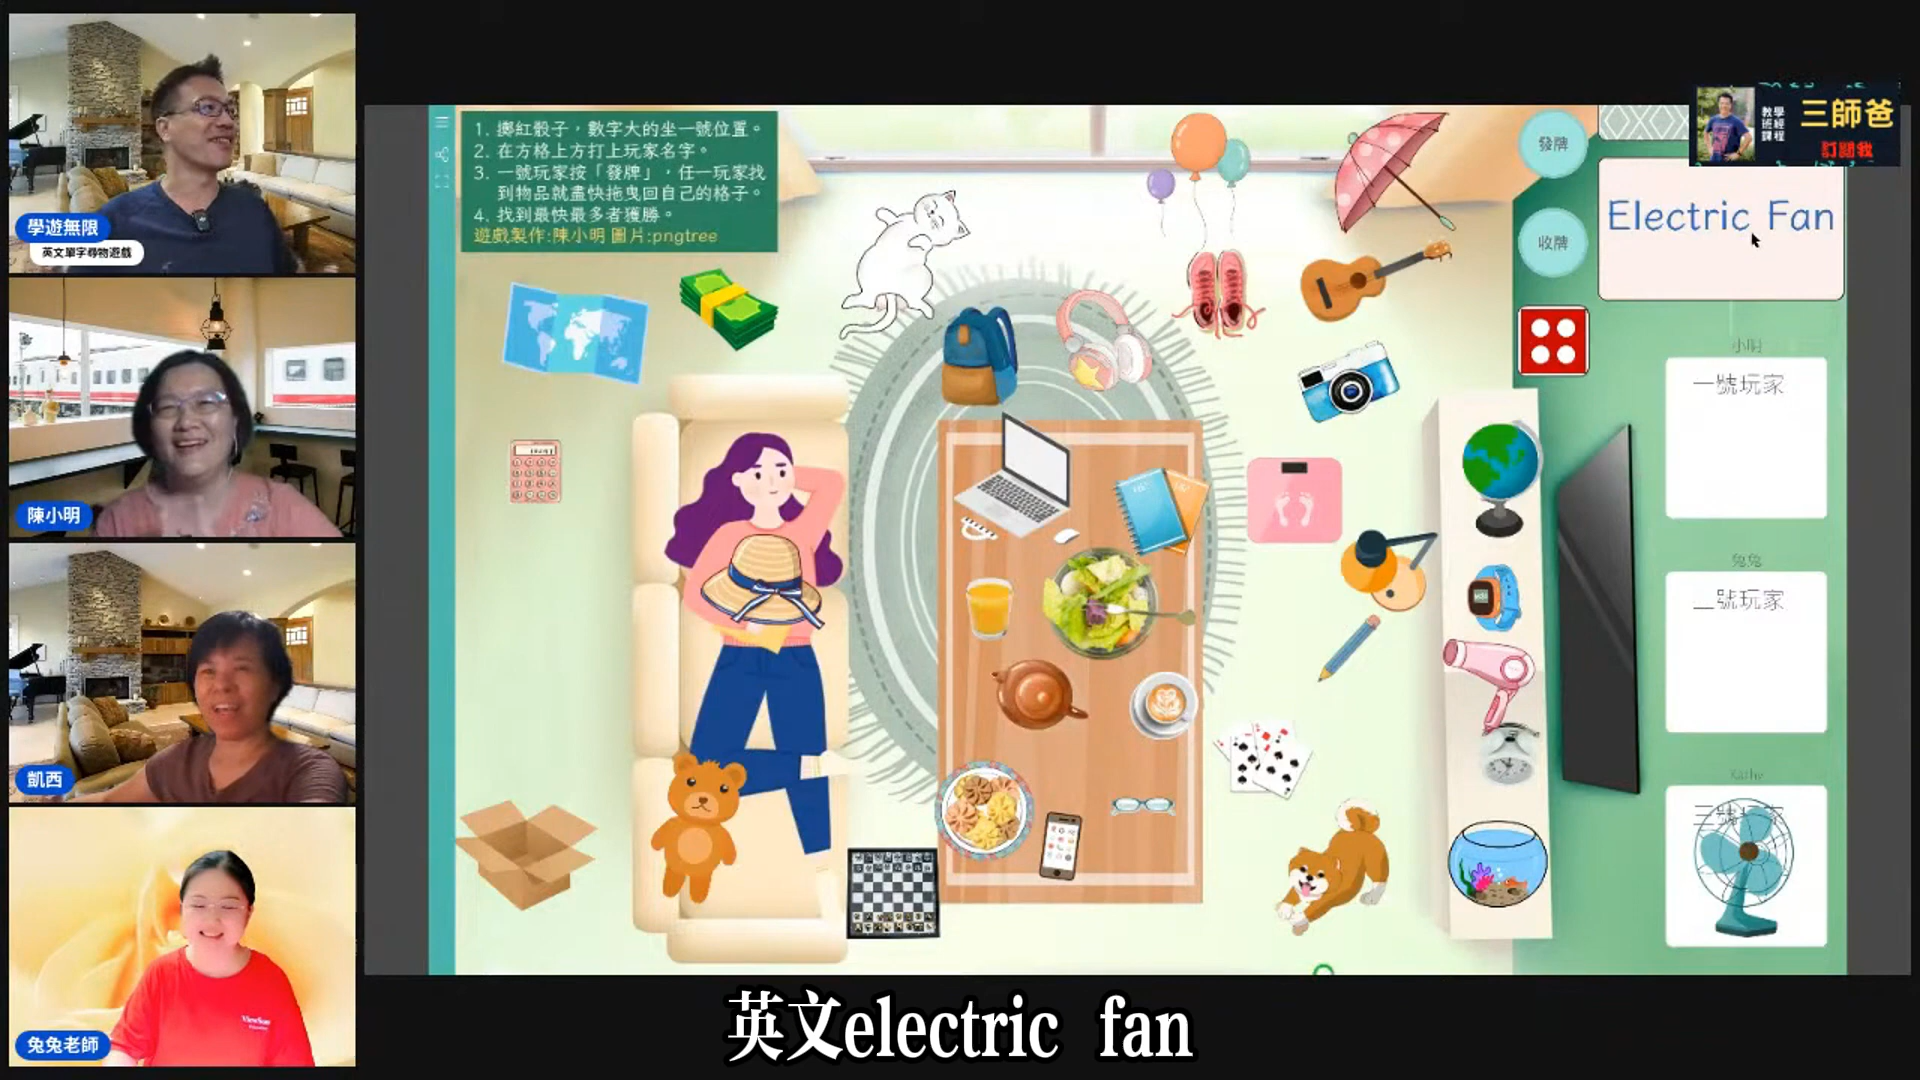 學遊無限
英文單字尋物遊戲
陳小明
凱西
兔兔老師
1. 擲紅骰子，數字大的坐一號位置。
2. 在方格上方打上玩家名字。
3. 一號玩家按「發牌」，任一玩家找
到物品就盡快拖曳回自己的格子。
4. 找到最快最多者獲勝。
遊戲製作:陳小明 圖片:pngtree
發牌
收牌
Electric Fan
教學
班經
課程
三師爸
訂閱我
小明
一號玩家
兔兔
二號玩家
Kathy
三號玩家
ViewSonic
英文electric fan